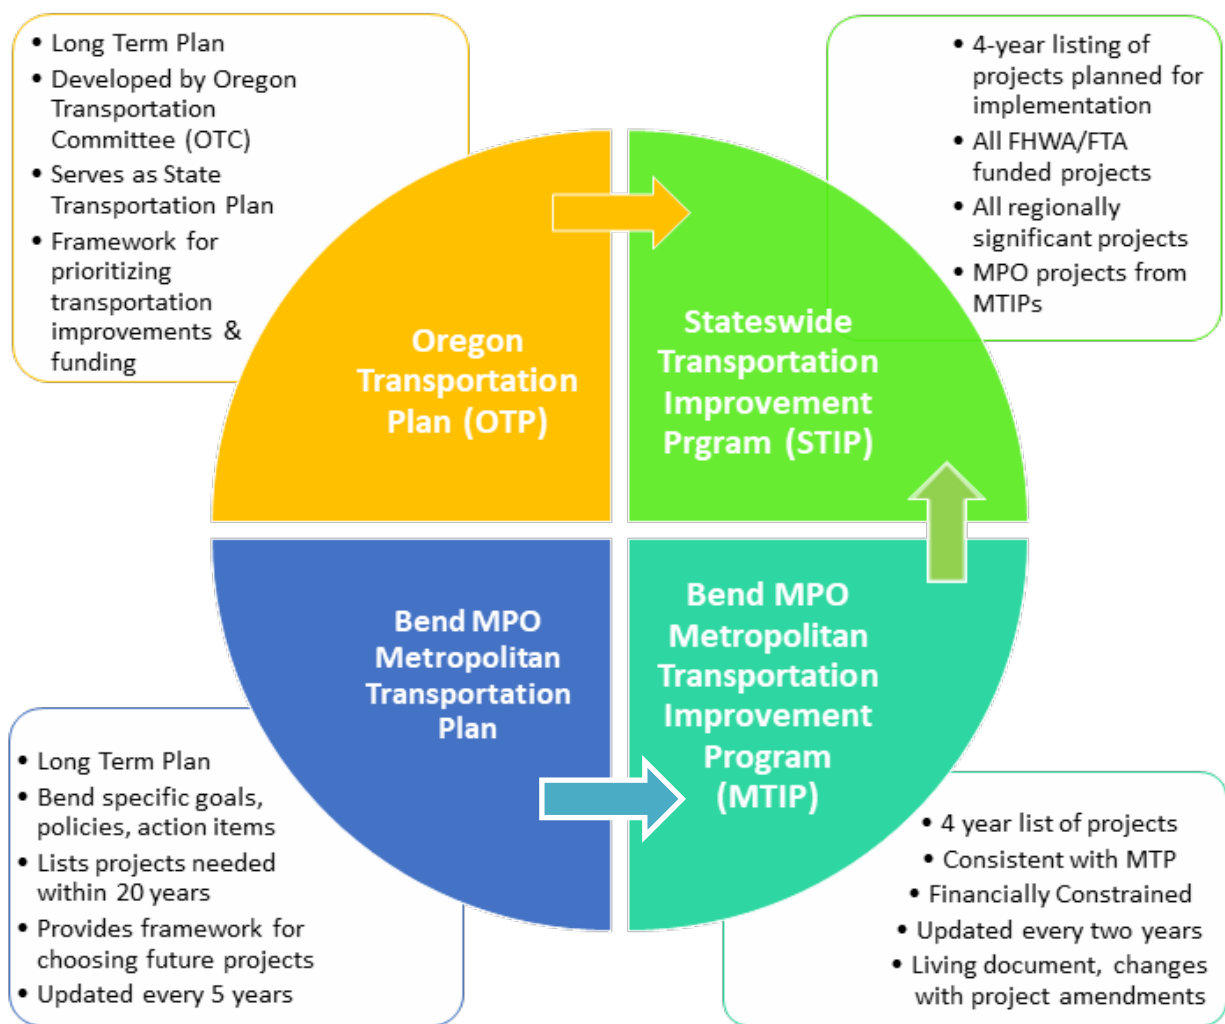 • Long Term Plan
• Developed by Oregon
Transportation
Committee (OTC)
• Serves as State
Transportation Plan
• Framework for
prioritizing
transportation
improvements &
funding
• 4-year listing of
projects planned for
implementation
• All FHWA/FTA
funded projects
• All regionally
significant projects
• MPO projects from
MTIPs
Oregon
Transportation
Plan (OTP)
Stateswide
Transportation
Improvement
Prgram (STIP)
Bend MPO
Metropolitan
Transportation
Plan
Bend MPO
Metropolitan
Transportation
Improvement
Program
(MTIP)
• Long Term Plan
• Bend specific goals,
policies, action items
• Lists projects needed
within 20 years
• Provides framework for
choosing future projects
• Updated every 5 years
• 4 year list of projects
• Consistent with MTP
• Financially Constrained
• Updated every two years
• Living document, changes
with project amendments